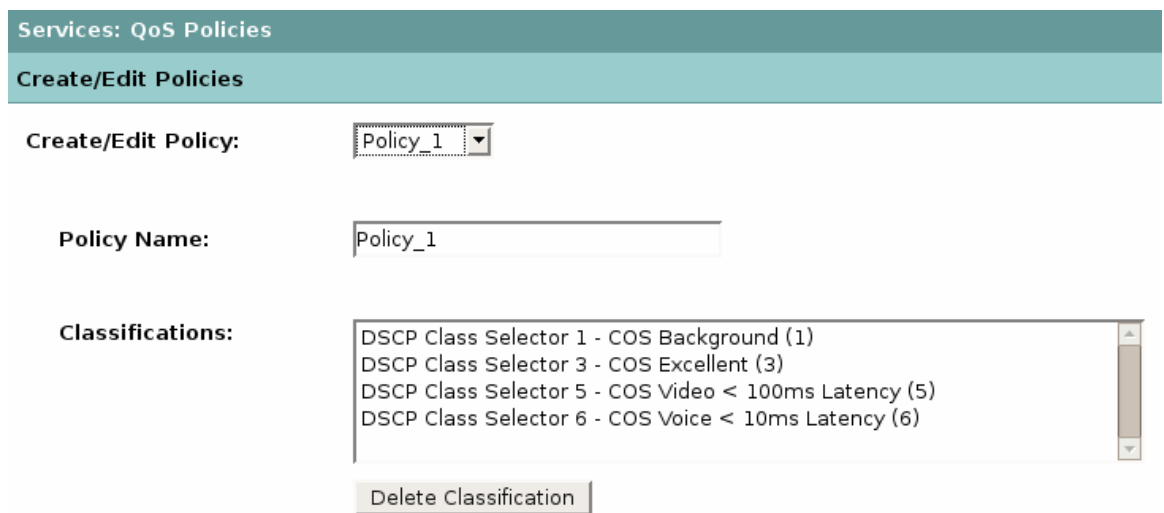 Services: QoS Policies
Create/Edit Policies
Create/Edit Policy: Policy_1
Policy Name: Policy_1
Classifications: DSCP Class Selector 1 - COS Background (1)
DSCP Class Selector 3 - COS Excellent (3)
DSCP Class Selector 5 - COS Video < 100ms Latency (5)
DSCP Class Selector 6 - COS Voice < 10ms Latency (6)
Delete Classification